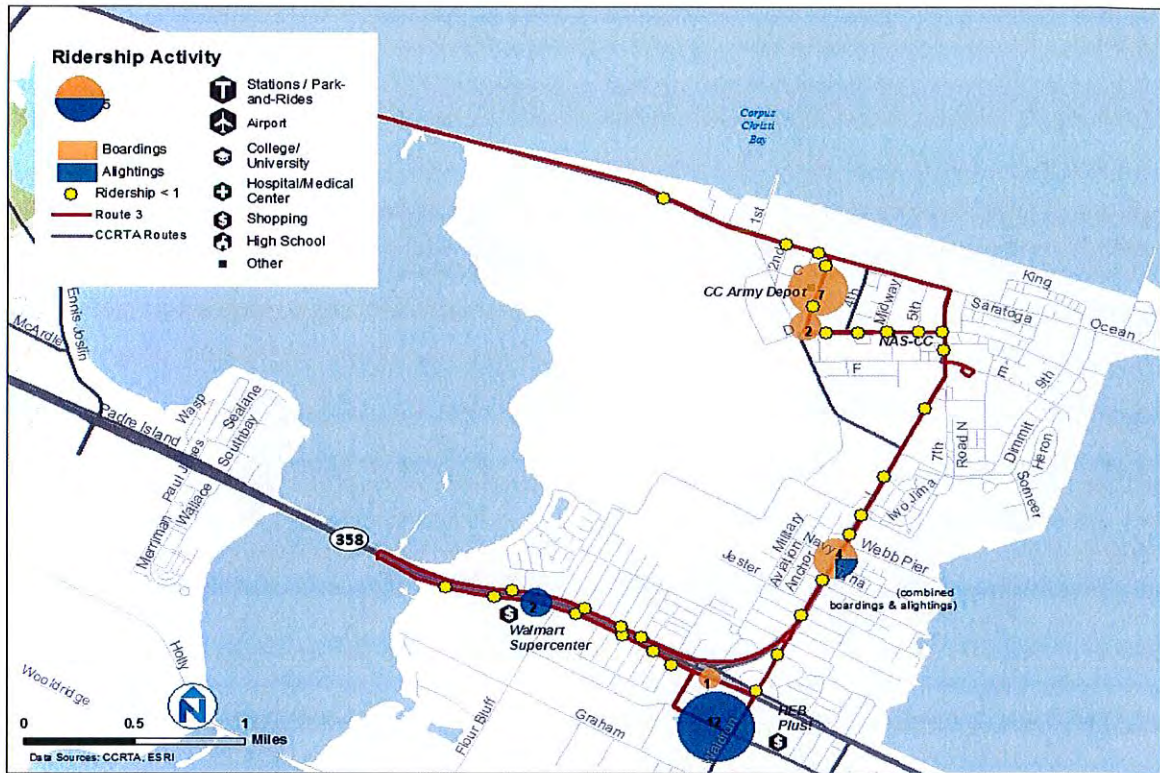 Ridership Activity
5
Boardings
Alightings
Ridership < 1
Route 3
CCRTA Routes
Stations / Park-
and-Rides
Airport
College/
University
Hospital/Medical
Center
Shopping
High School
Other
Corpus
Christi
Bay
1st
2nd
C
CC Army Depot
7
4th
Midway
5th
King
Saratoga
Ocean
D
2
NAS-CC
F
E
9th
Ennis Joslin
McArdle
Padre Island
Wasp
Sealane
Southbay
Paul Jones
Wallace
Merriman
7th
Road N
Dimmit
Heron
Someer
Iwo Jima
358
Military
Aviation
Anchor
Navy
Webb Pier
Jester
4
(combined
boardings & alightings)
2
Walmart
Supercenter
1
HEB
Plus!
12
Waldron
Holly
Wooldridge
Flour Bluff
Graham
N
0 0.5 1
Miles
Data Sources: CCRTA, ESRI